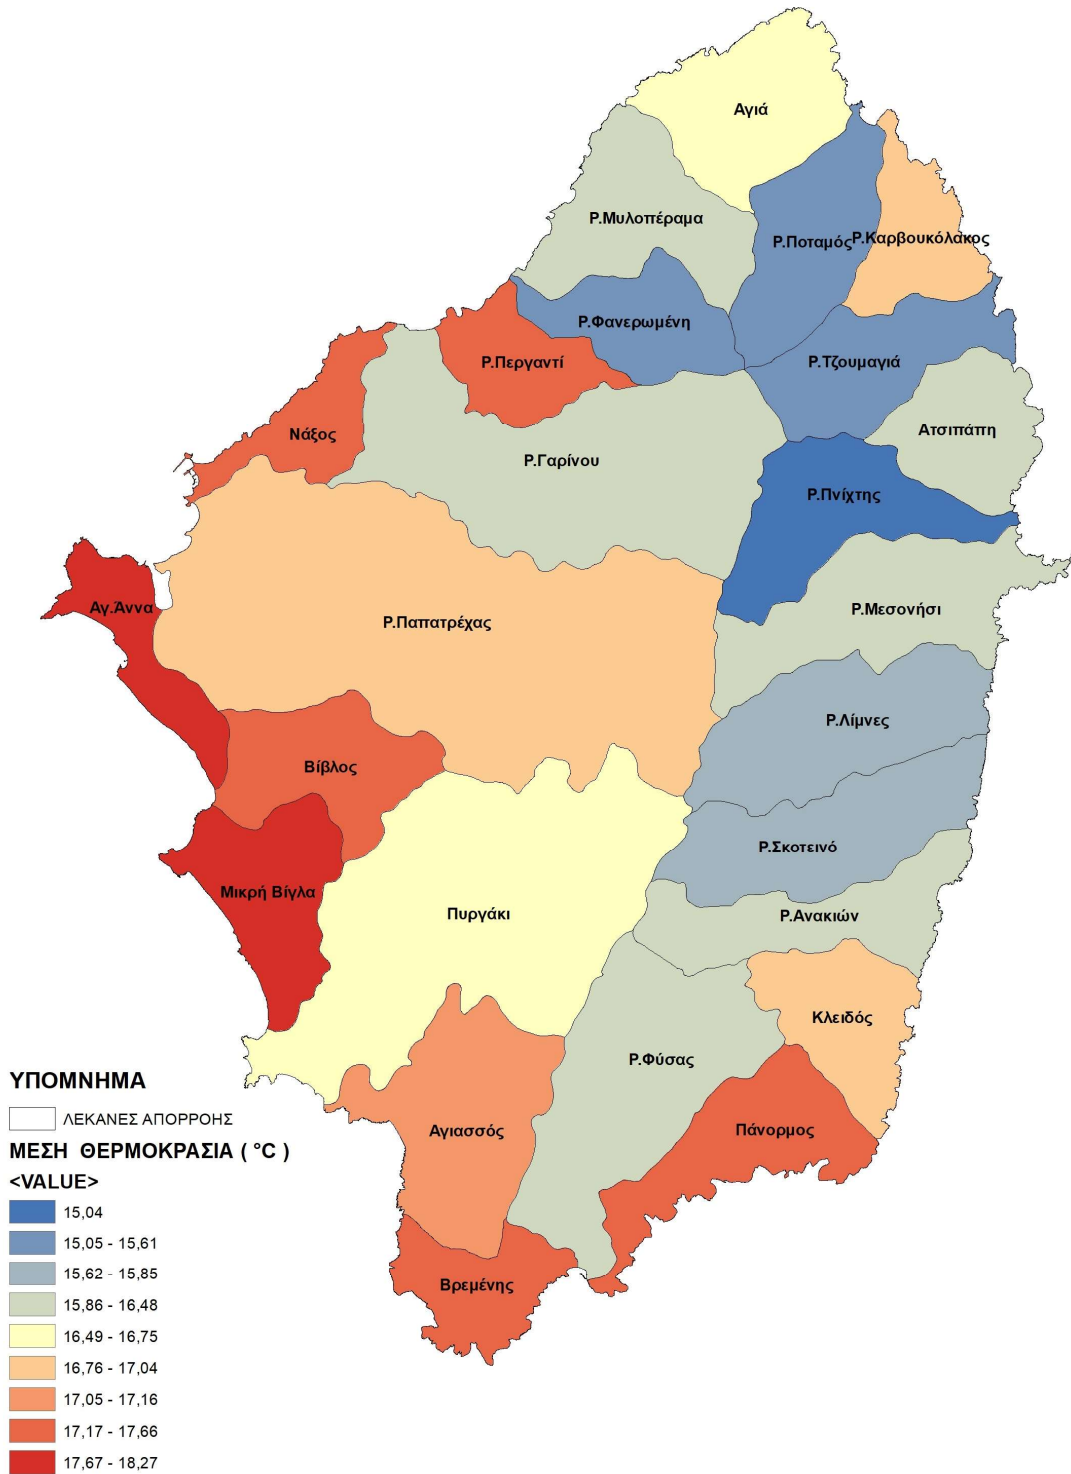 Αγιά
Ρ.Μυλοπέραμα
Ρ.Ποταμός
Ρ.Καρβουκόλακος
Ρ.Φανερωμένη
Ρ.Περγαντί
Ρ.Τζουμαγιά
Νάξος
Ατσιπάπη
Ρ.Γαρίνου
Ρ.Πνίχτης
Αγ.Άννα
Ρ.Μεσονήσι
Ρ.Παπατρέχας
Ρ.Λίμνες
Βίβλος
Ρ.Σκοτεινό
Μικρή Βίγλα
Πυργάκι
Ρ.Ανακιών
Κλειδός
Ρ.Φύσας
Αγιασσός
Πάνορμος
Βρεμένης
ΥΠΟΜΝΗΜΑ
ΛΕΚΑΝΕΣ ΑΠΟΡΡΟΗΣ
ΜΕΣΗ ΘΕΡΜΟΚΡΑΣΙΑ ( °C )
<VALUE>
15,04
15,05 - 15,61
15,62 - 15,85
15,86 - 16,48
16,49 - 16,75
16,76 - 17,04
17,05 - 17,16
17,17 - 17,66
17,67 - 18,27